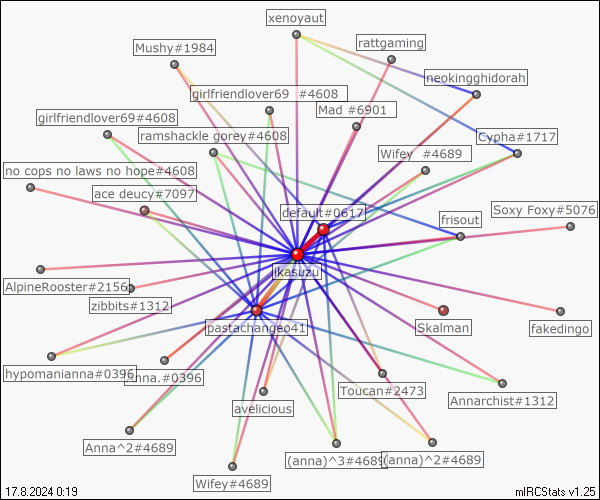 xenoyaut
rattgaming
Mushy#1984
neokingghidorah
girlfriendlover69 #4608
Mad #6901
girlfriendlover69#4608
ramshackle gorey#4608
Cypha#1717
Wifey #4689
no cops no laws no hope#4608
ace deucy#7097
default#0617
Soxy Foxy#5076
frisout
ikasuzu
AlpineRooster#2156
zibbits#1312
pastachangeo41
Skalman
fakedingo
hypomanianna#0396
Anna.#0396
Toucan#2473
Annarchist#1312
avelicious
Anna^2#4689
(anna)^3#4689
(anna)^2#4689
Wifey#4689
17.8.2024 0:19
mIRCStats v1.25